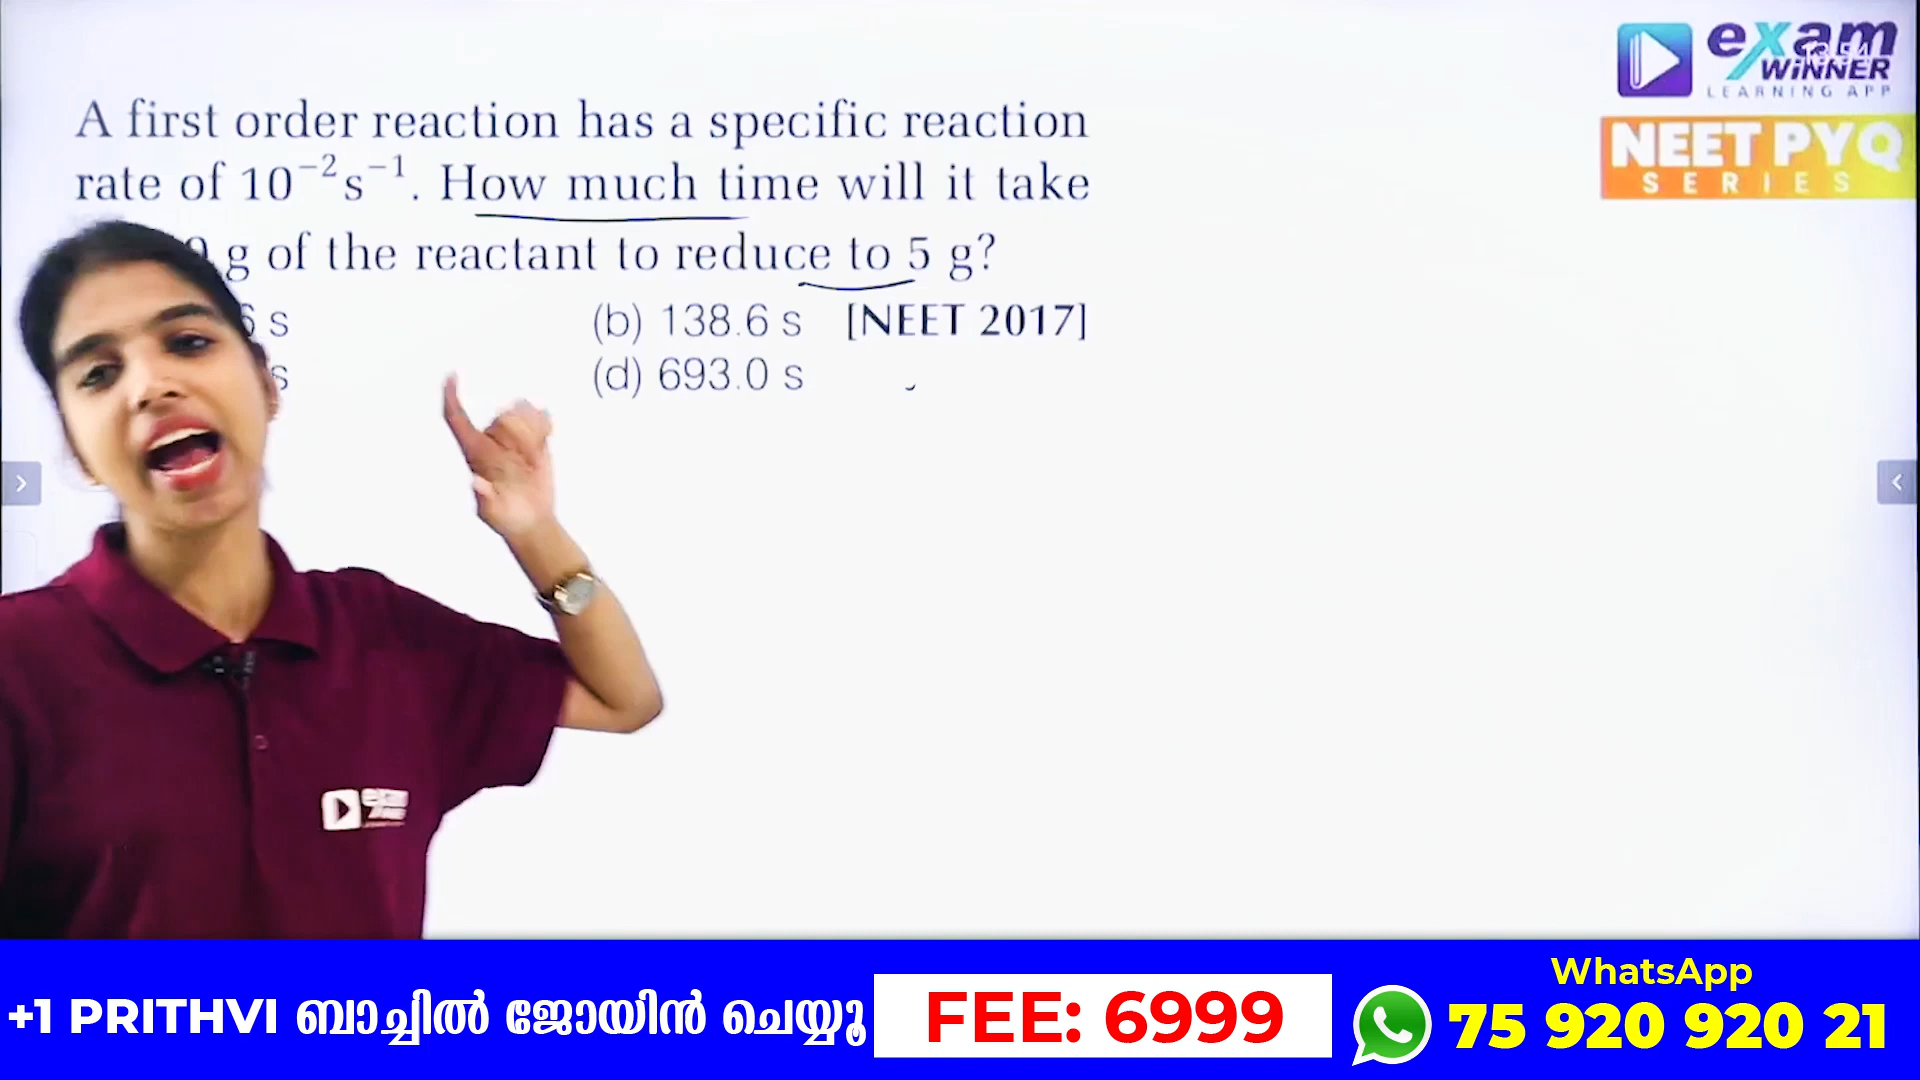 exam
WINNER
LEARNING APP
NEET PYQ
SERIES
A first order reaction has a specific reaction
rate of 10⁻²s⁻¹. How much time will it take
g of the reactant to reduce to 5 g?
s (b) 138.6 s [NEET 2017]
s (d) 693.0 s
exam
+1 PRITHVI ബാച്ചിൽ ജോയിൻ ചെയ്യൂ
FEE: 6999
WhatsApp
75 920 920 21